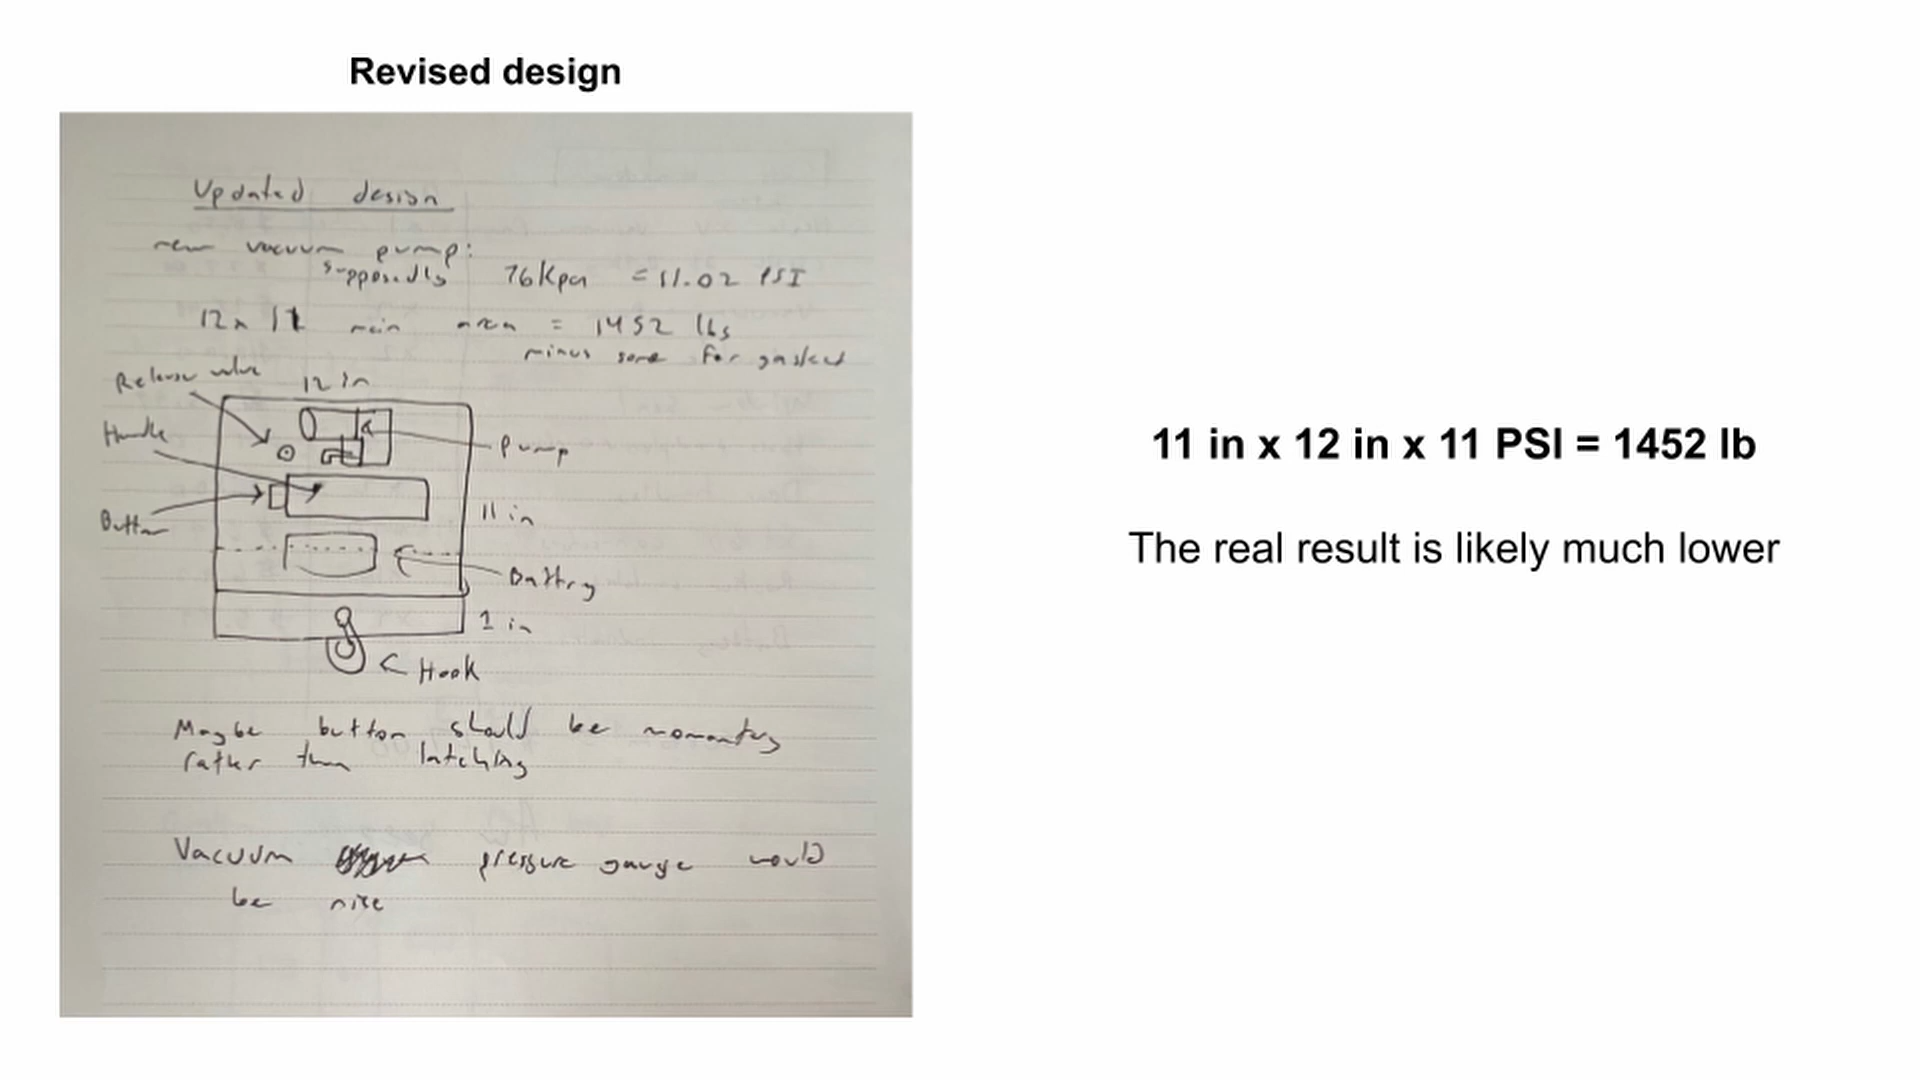 Revised design
Updated design
new vacuum pump:
supposedly 76Kpa = 11.02 PSI
12x 11 main area = 1452 lbs
minus some for gasket
Release valve
12 in
Handle
Pump
Button
11 in
Battery
1 in
Hook
Maybe button should be momentary
rather than latching
Vacuum pressure gauge would
be nice
11 in x 12 in x 11 PSI = 1452 lb
The real result is likely much lower